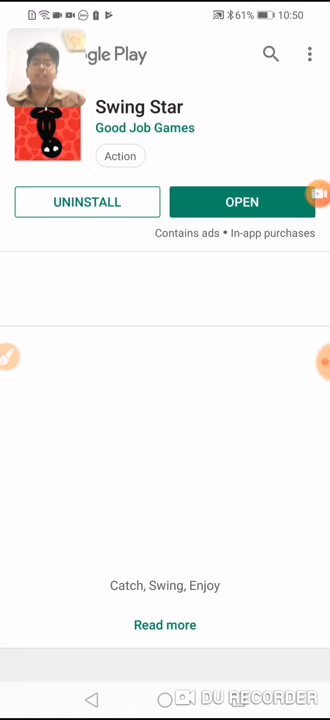 61% 10:50
gle Play
Swing Star
Good Job Games
Action
UNINSTALL
OPEN
Contains ads • In-app purchases
Catch, Swing, Enjoy
Read more
DU RECORDER